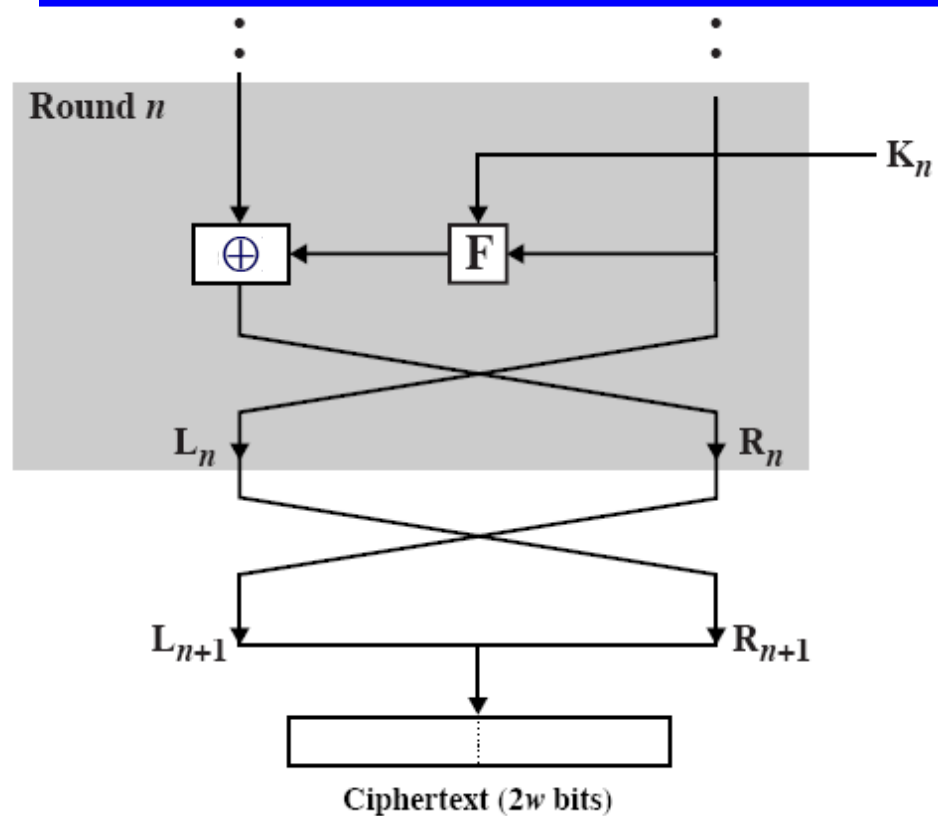 Round n
Kₙ
⊕
F
Lₙ
Rₙ
Lₙ₊₁
Rₙ₊₁
Ciphertext (2w bits)